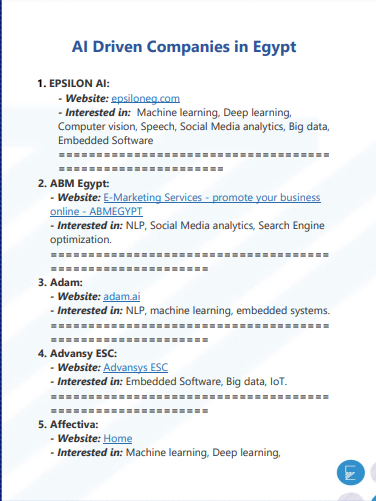 AI Driven Companies in Egypt
1. EPSILON AI:
- Website: epsiloneg.com
- Interested in: Machine learning, Deep learning,
Computer vision, Speech, Social Media analytics, Big data,
Embedded Software
====================================
======================
2. ABM Egypt:
- Website: E-Marketing Services - promote your business
online - ABMEGYPT
- Interested in: NLP, Social Media analytics, Search Engine
optimization.
=====================================
=====================
3. Adam:
- Website: adam.ai
- Interested in: NLP, machine learning, embedded systems.
=====================================
=====================
4. Advansy ESC:
- Website: Advansys ESC
- Interested in: Embedded Software, Big data, IoT.
=====================================
=====================
5. Affectiva:
- Website: Home
- Interested in: Machine learning, Deep learning,